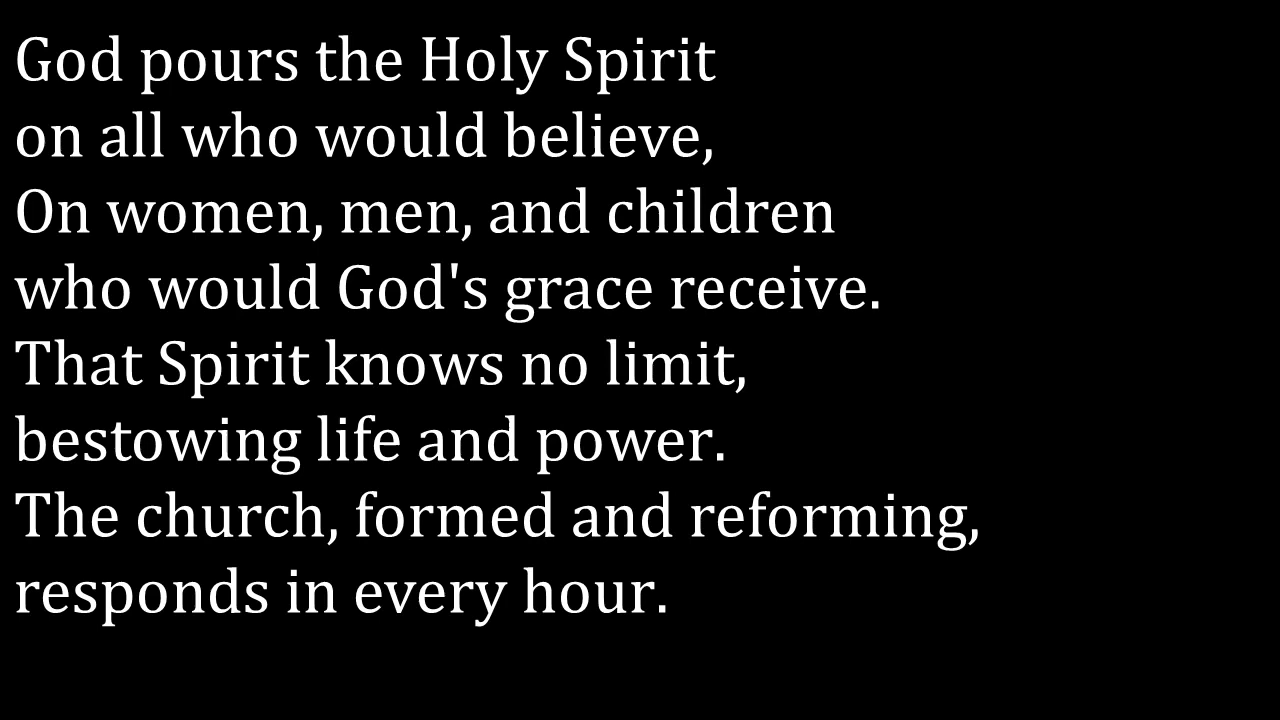 God pours the Holy Spirit
on all who would believe,
On women, men, and children
who would God's grace receive.
That Spirit knows no limit,
bestowing life and power.
The church, formed and reforming,
responds in every hour.